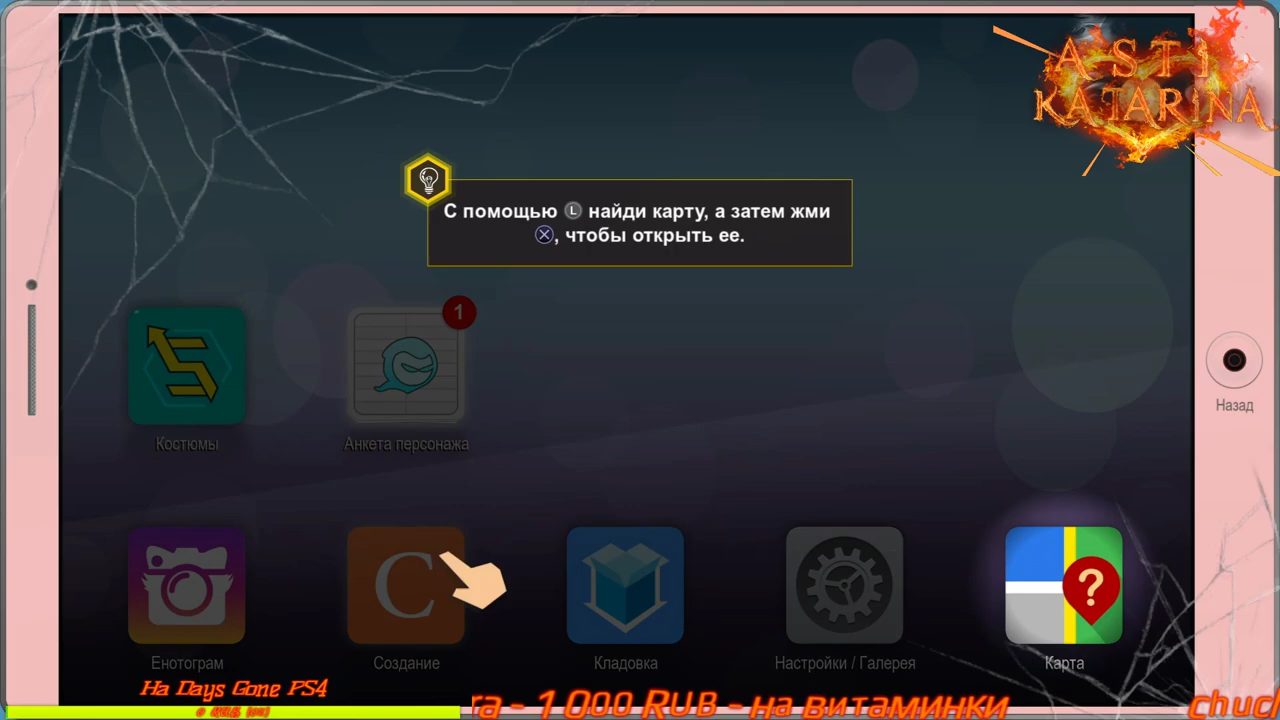 ASTI
KATARINA
С помощью L найди карту, а затем жми
, чтобы открыть ее.
1
Назад
Костюмы
Анкета персонажа
C
?
Енотограм
Создание
Кладовка
Настройки / Галерея
Карта
На Days Gone PS4
ra - 1 000 RUB - на витаминки
chud